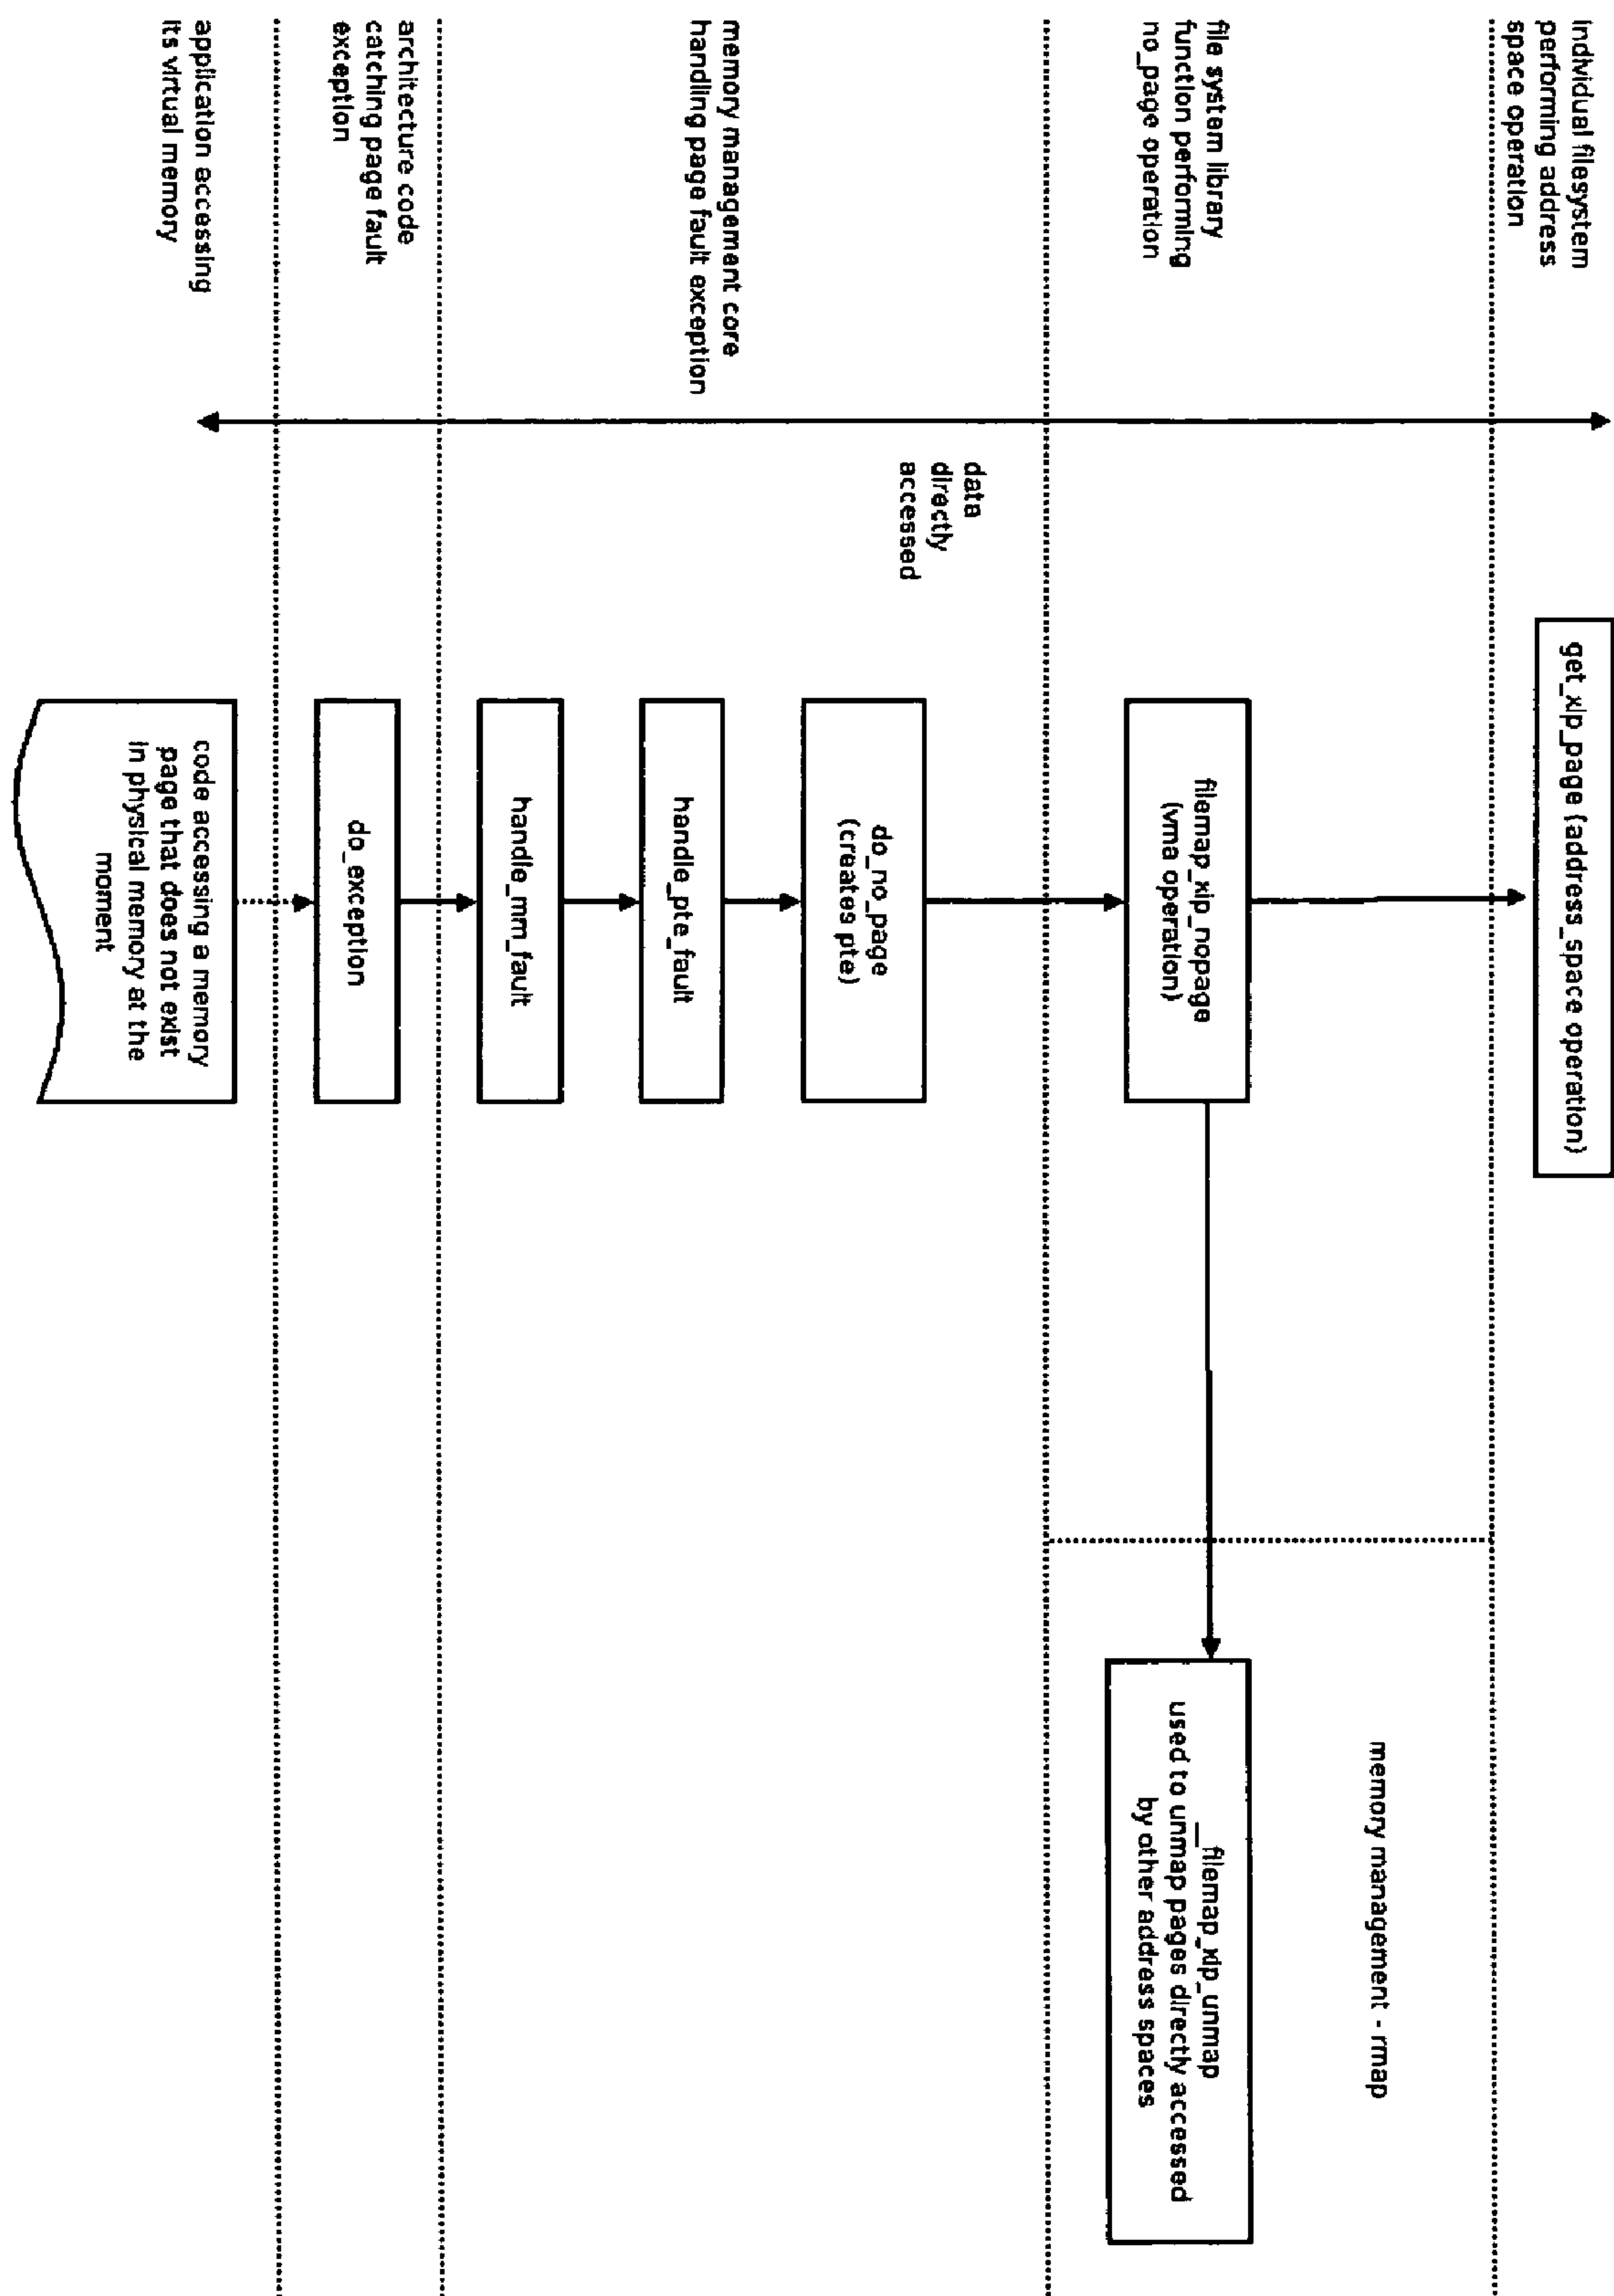 individual filesystem
performing address
space operation
get_xip_page (address_space operation)
file system library
function performing
no_page operation
filemap_xip_nopage
(vma operation)
memory management - rmap
__filemap_xip_unmap
used to unmap pages directly accessed
by other address spaces
data
directly
accessed
memory management core
handling page fault exception
do_no_page
(creates pte)
handle_pte_fault
handle_mm_fault
architecture code
catching page fault
exception
do_exception
application accessing
its virtual memory
code accessing a memory
page that does not exist
in physical memory at the
moment